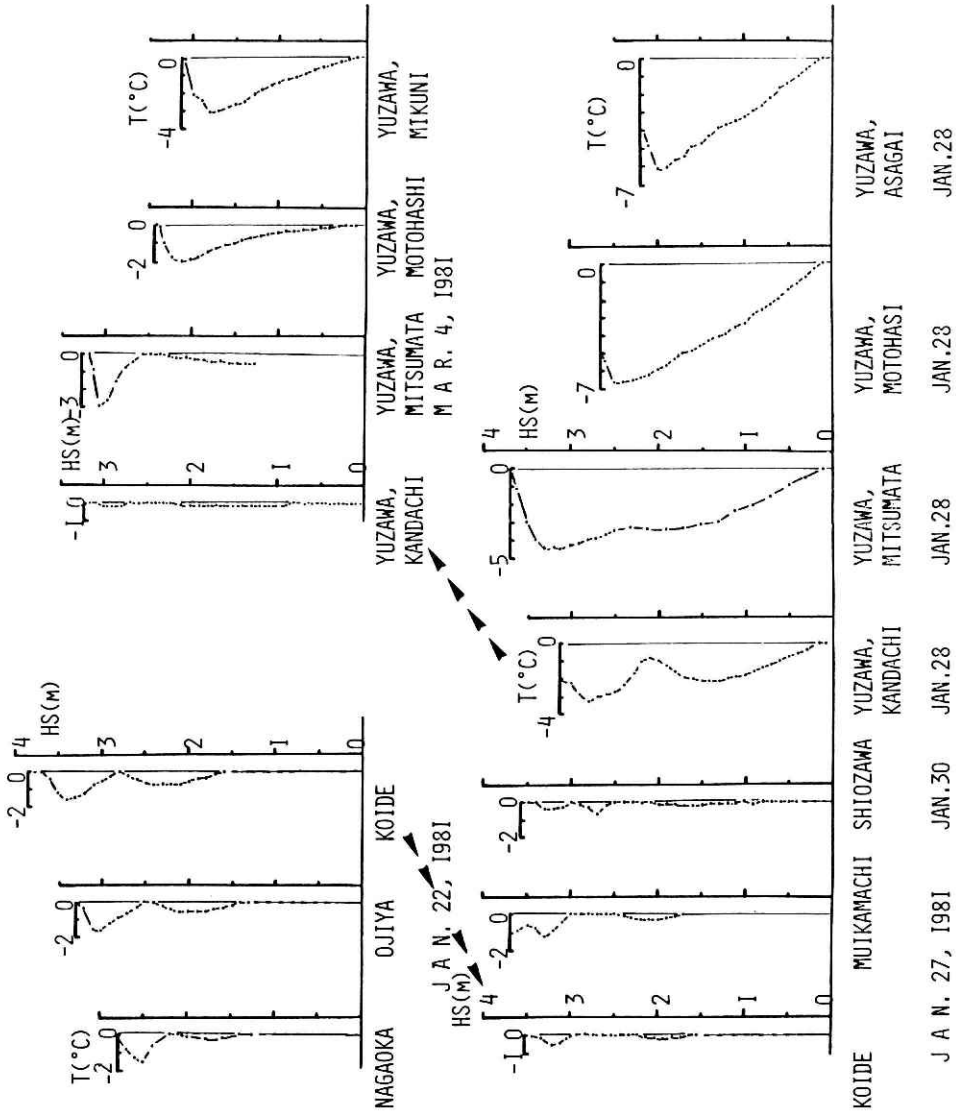 T(°C)
-2 0
-2 0
-2 0
HS(M)
4
3
2
1
0
NAGAOKA OJIYA KOIDE
JAN. 22, 1981
-1 0
HS(M)
3
2
1
0
-3 0
-2 0
T(°C)
-4 0
YUZAWA, KANDACHI
YUZAWA, MITSUMATA
YUZAWA, MOTOHASHI
YUZAWA, MIKUNI
MAR. 4, 1981
-1 0
HS(M)
4
3
2
1
0
-2 0
-2 0
T(°C)
-4 0
-5 0
HS(M)
4
3
2
1
0
-7 0
T(°C)
-7 0
KOIDE
MUIKAMACHI
SHIOZAWA
YUZAWA, KANDACHI
YUZAWA, MITSUMATA
YUZAWA, MOTOHASI
YUZAWA, ASAGAI
JAN. 27, 1981
JAN.30
JAN.28
JAN.28
JAN.28
JAN.28